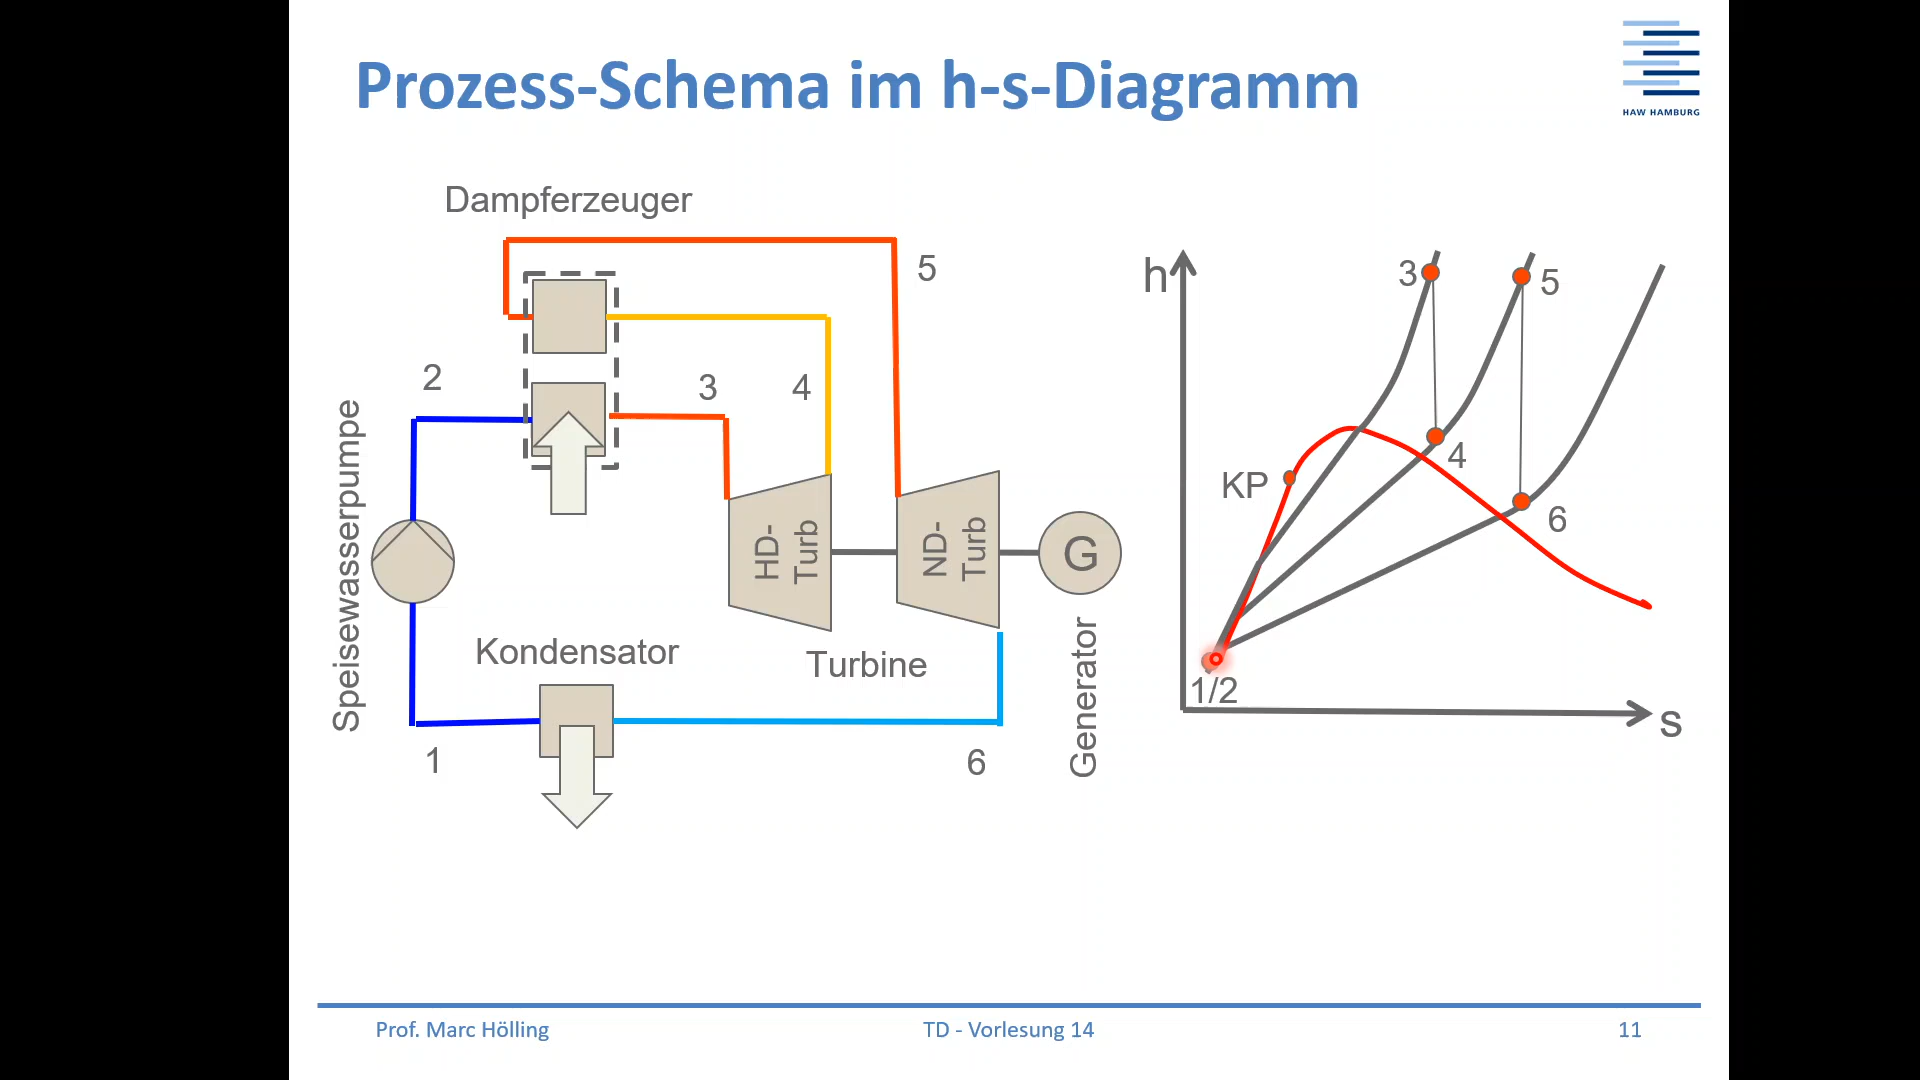 Prozess-Schema im h-s-Diagramm
HAW HAMBURG
Dampferzeuger
5
2
3
4
Speisewasserpumpe
HD-
Turb
ND-
Turb
G
Kondensator
Turbine
Generator
1
6
h
3
5
KP
4
6
1/2
s
Prof. Marc Hölling
TD - Vorlesung 14
11